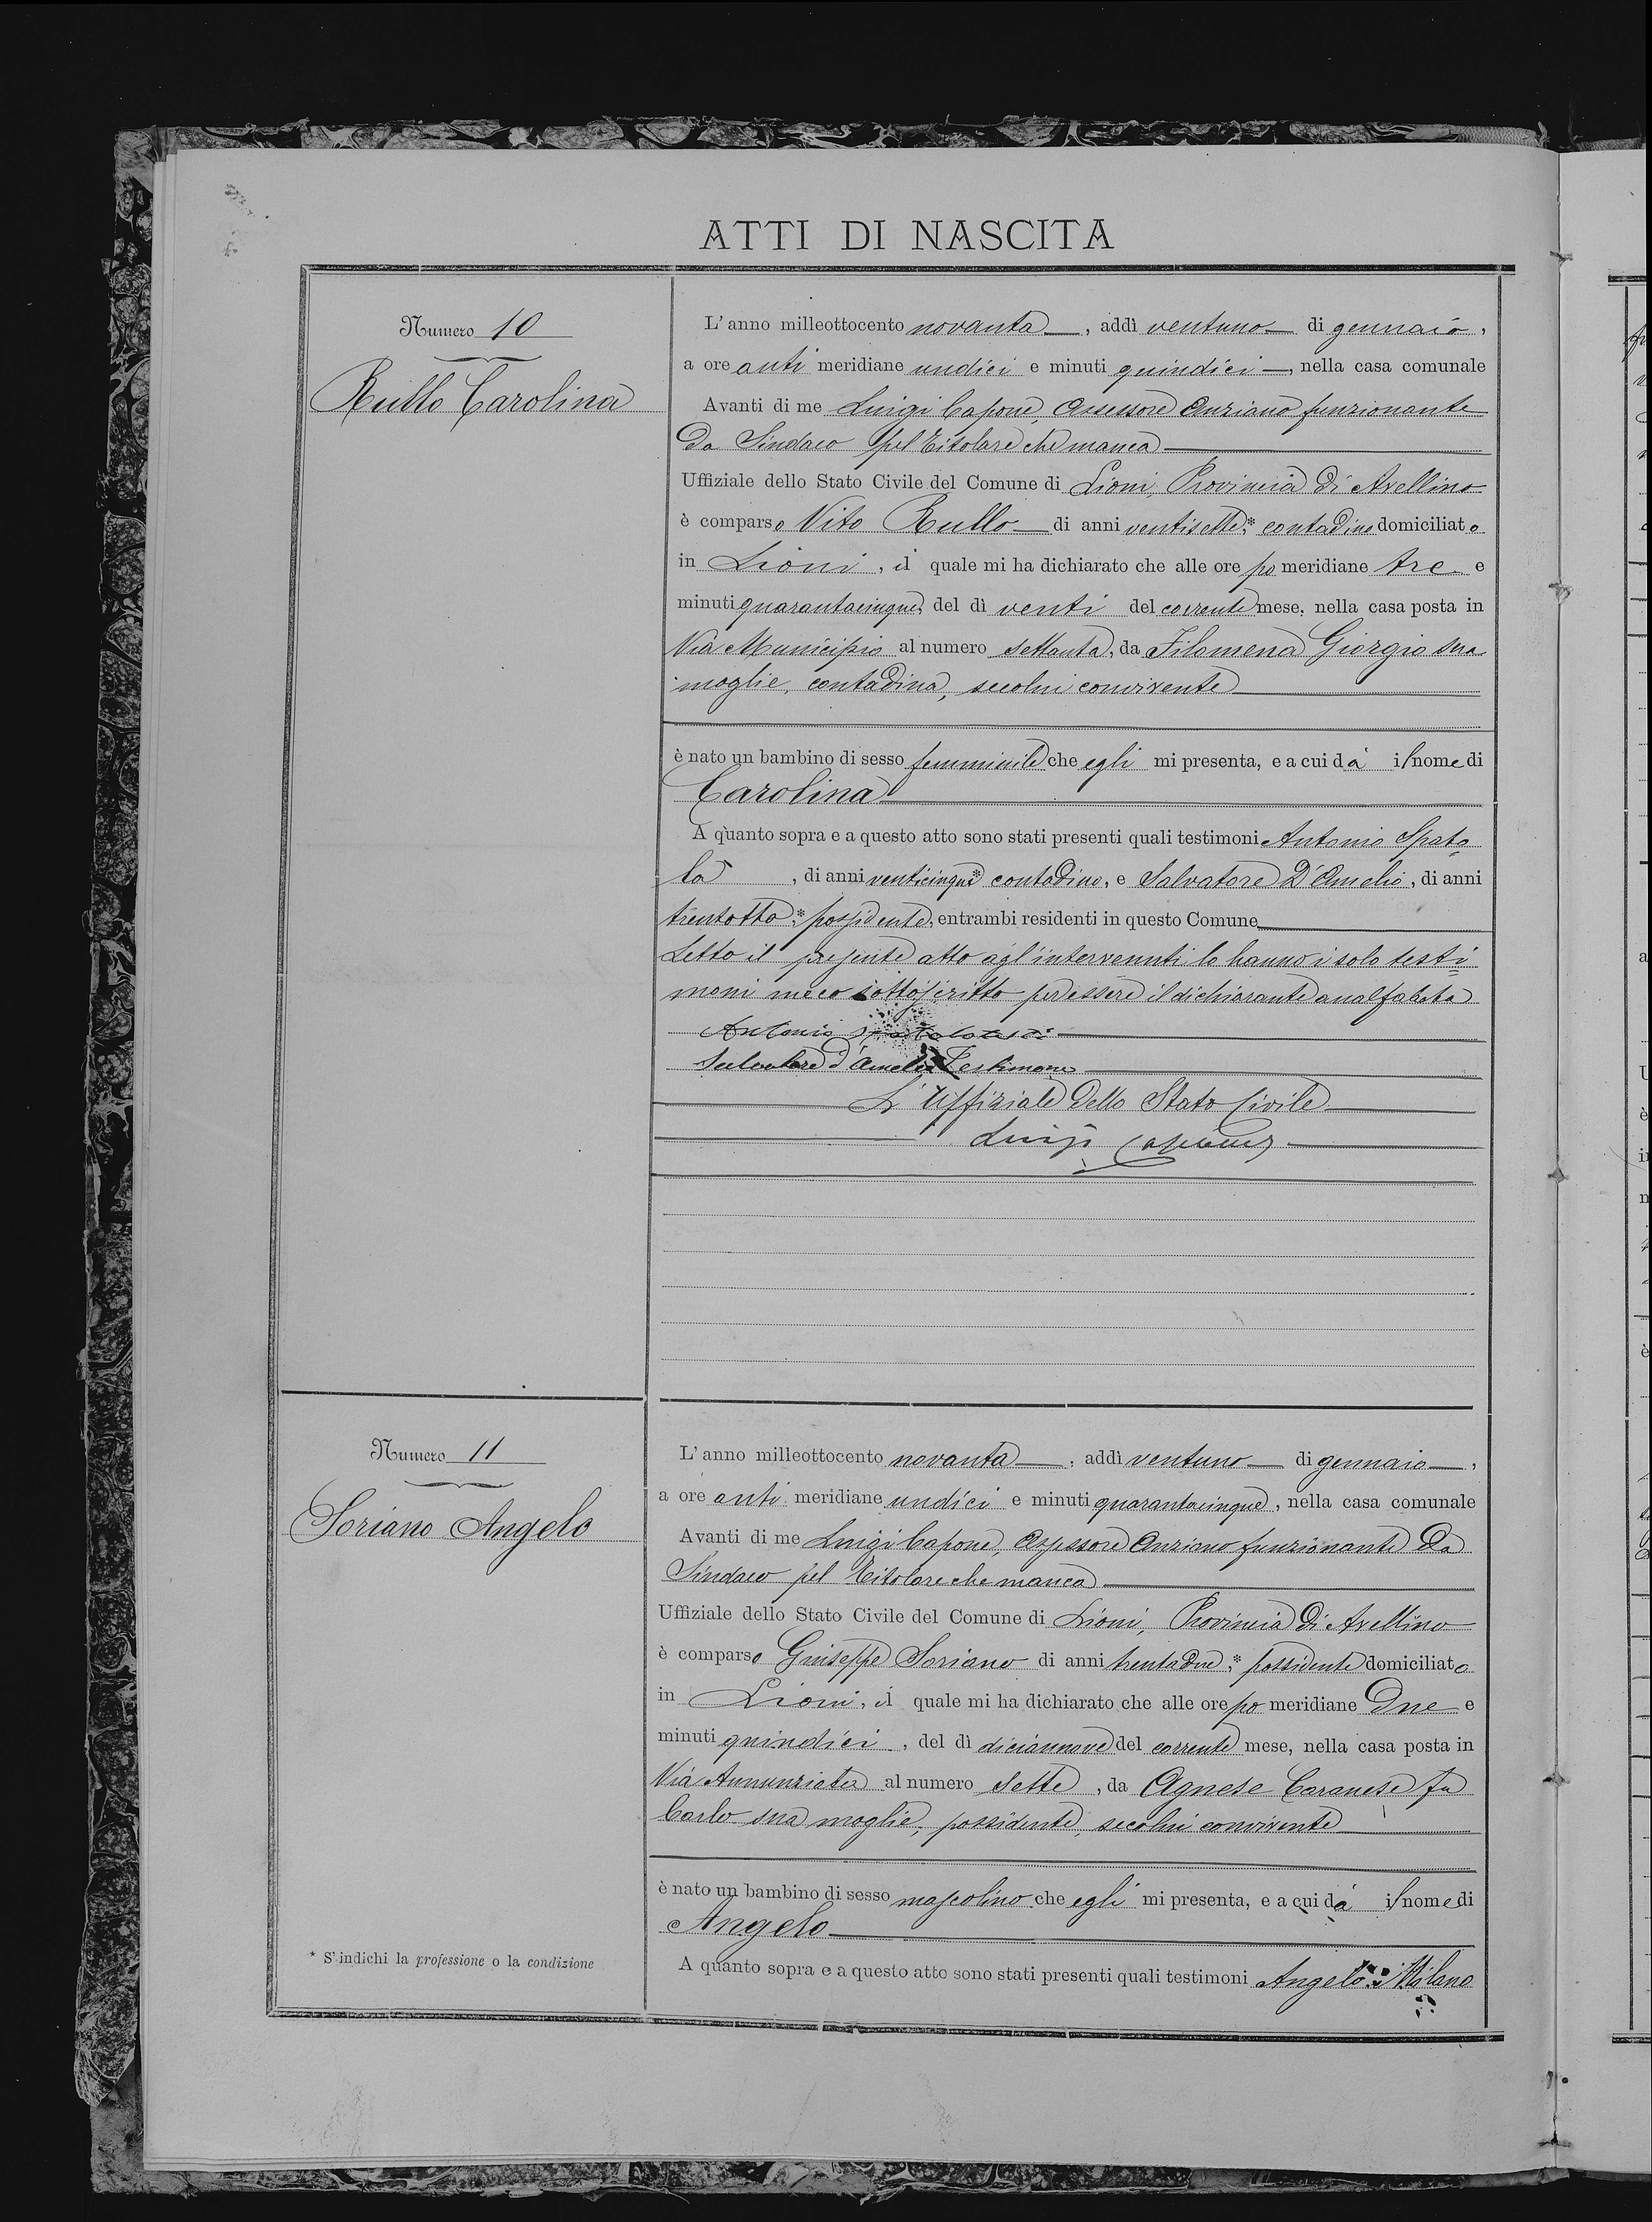 ATTI DI NASCITA
Numero 10
Rullo Carolina
L'anno milleottocento novanta, addì ventuno di gennaio,
a ore anti meridiane undici e minuti quindici, nella casa comunale
Avanti di me Luigi Capone, Assessore Anziano funzionante
da Sindaco pel Titolare che manca
Uffiziale dello Stato Civile del Comune di Lioni, Provincia di Avellino
è comparso Vito Rullo di anni ventisette,* contadino domiciliato
in Lioni, il quale mi ha dichiarato che alle ore po meridiane tre e
minuti quarantacinque, del dì venti del corrente mese, nella casa posta in
Via Municipio al numero settanta, da Filomena Giorgio sua
moglie, contadina, secolui convivente
è nato un bambino di sesso femminile che egli mi presenta, e a cui dà il nome di
Carolina
A quanto sopra e a questo atto sono stati presenti quali testimoni Antonio Spato
la, di anni venticinque* contadino, e Salvatore D'Amelio, di anni
trentotto,* possidente, entrambi residenti in questo Comune
Letto il presente atto agl'intervenuti lo hanno i solo testi
moni meco sottoscritto per essere il dichiarante analfabeta
Antonio
Salvatore d'Amelio Testimone
L'Uffiziale dello Stato Civile
Luigi Capone
Numero 11
Soriano Angelo
L'anno milleottocento novanta, addì ventuno di gennaio,
a ore anti meridiane undici e minuti quarantacinque, nella casa comunale
Avanti di me Luigi Capone, Assessore Anziano funzionante da
Sindaco pel Titolare che manca
Uffiziale dello Stato Civile del Comune di Lioni, Provincia di Avellino
è comparso Giuseppe Soriano di anni trentadue,* possidente domiciliato
in Lioni, il quale mi ha dichiarato che alle ore po meridiane due e
minuti quindici, del dì diciannove del corrente mese, nella casa posta in
Via Annunziata al numero sette, da Agnese Caranese fu
Carlo sua moglie, possidente, secolui convivente
è nato un bambino di sesso mascolino che egli mi presenta, e a cui dà il nome di
Angelo
A quanto sopra e a questo atto sono stati presenti quali testimoni Angelo Milano
* S'indichi la professione o la condizione